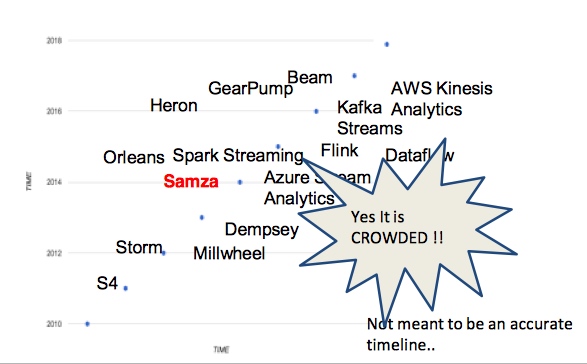 2018
Beam
GearPump
AWS Kinesis
Analytics
Heron
Kafka
Streams
2016
Flink
Orleans
Spark Streaming
Dataflow
Samza
2014
Azure Stream
Analytics
Yes It is
CROWDED !!
TIME
Dempsey
Storm
Millwheel
2012
S4
2010
Not meant to be an accurate
timeline..
TIME